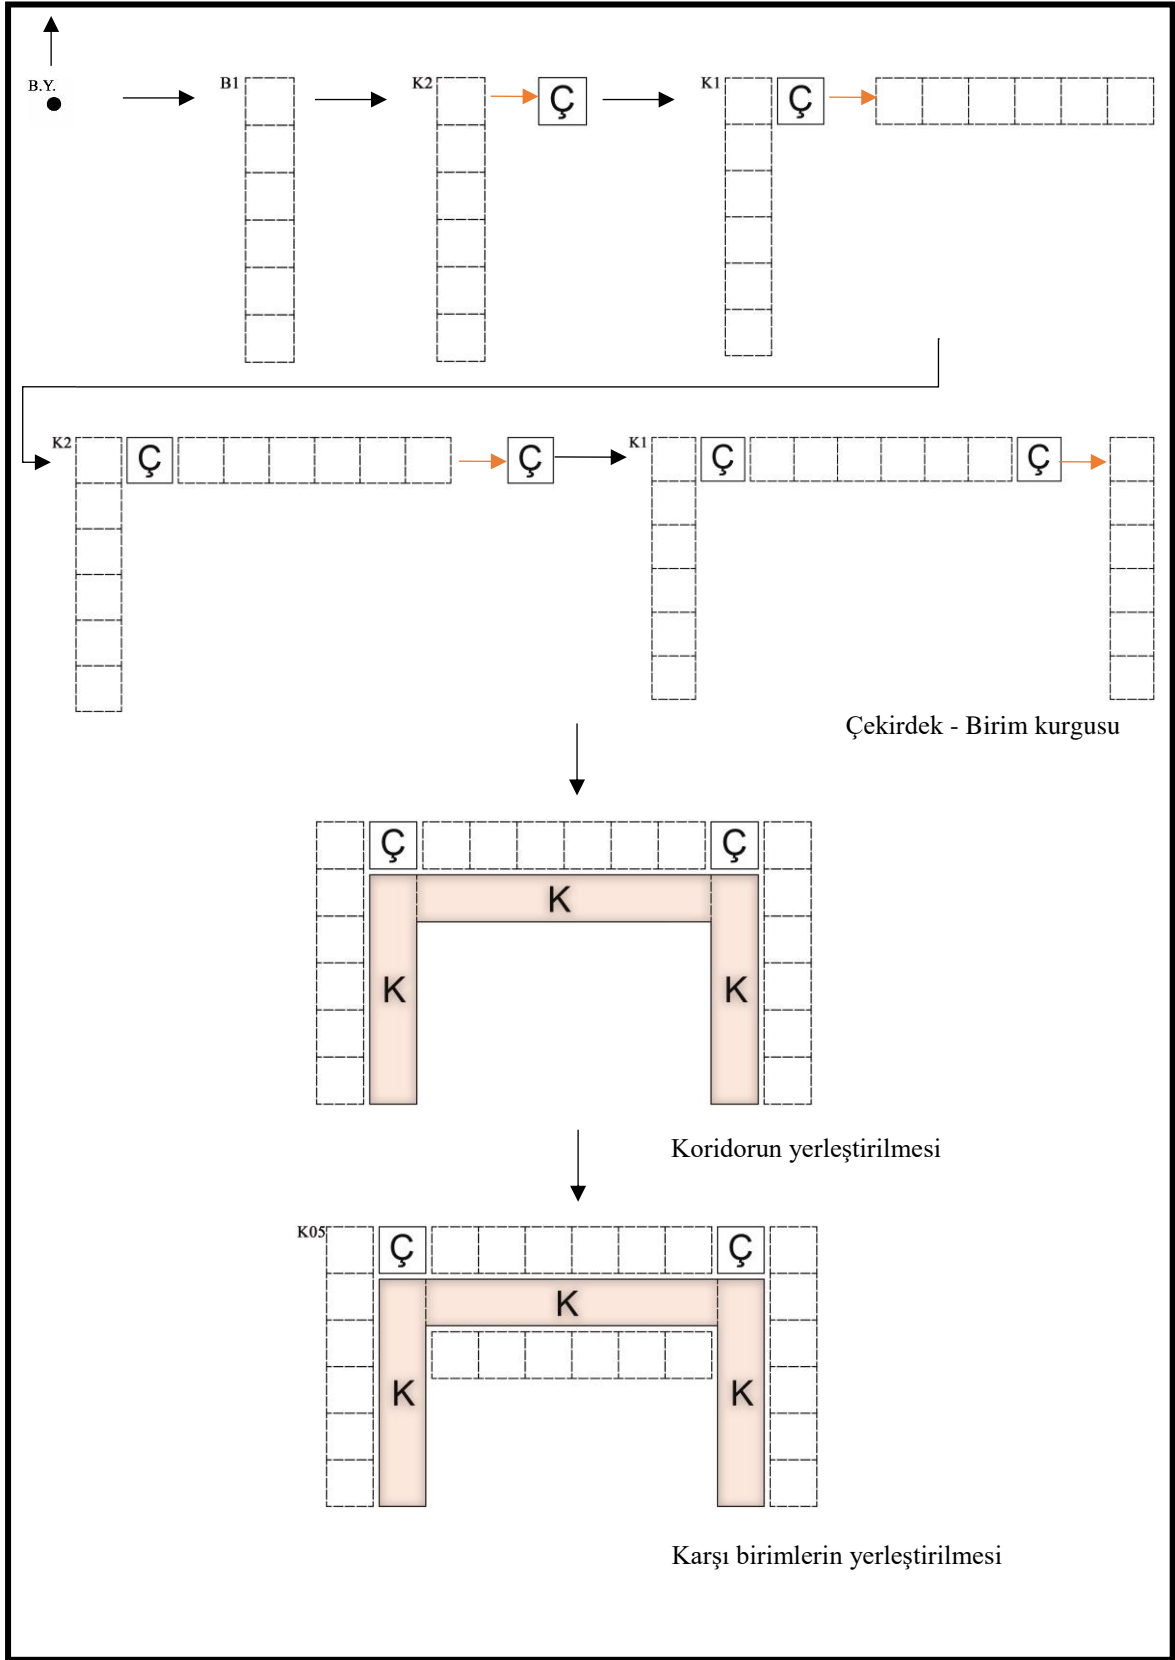 B.Y.
B1
K2 Ç
K1 Ç
K2 Ç Ç
K1 Ç Ç
Çekirdek - Birim kurgusu
Ç Ç
K
K K
Koridorun yerleştirilmesi
K05 Ç Ç
K
K K
Karşı birimlerin yerleştirilmesi